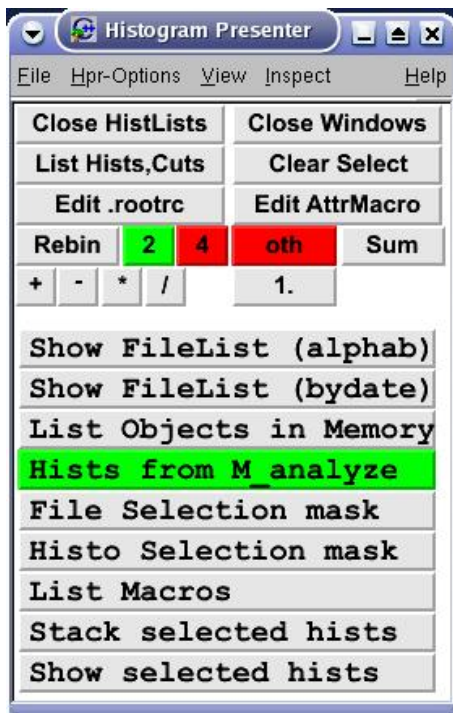 Histogram Presenter
File Hpr-Options View Inspect Help
Close HistLists Close Windows
List Hists,Cuts Clear Select
Edit .rootrc Edit AttrMacro
Rebin 2 4 oth Sum
+ - * / 1.
Show FileList (alphab)
Show FileList (bydate)
List Objects in Memory
Hists from M_analyze
File Selection mask
Histo Selection mask
List Macros
Stack selected hists
Show selected hists